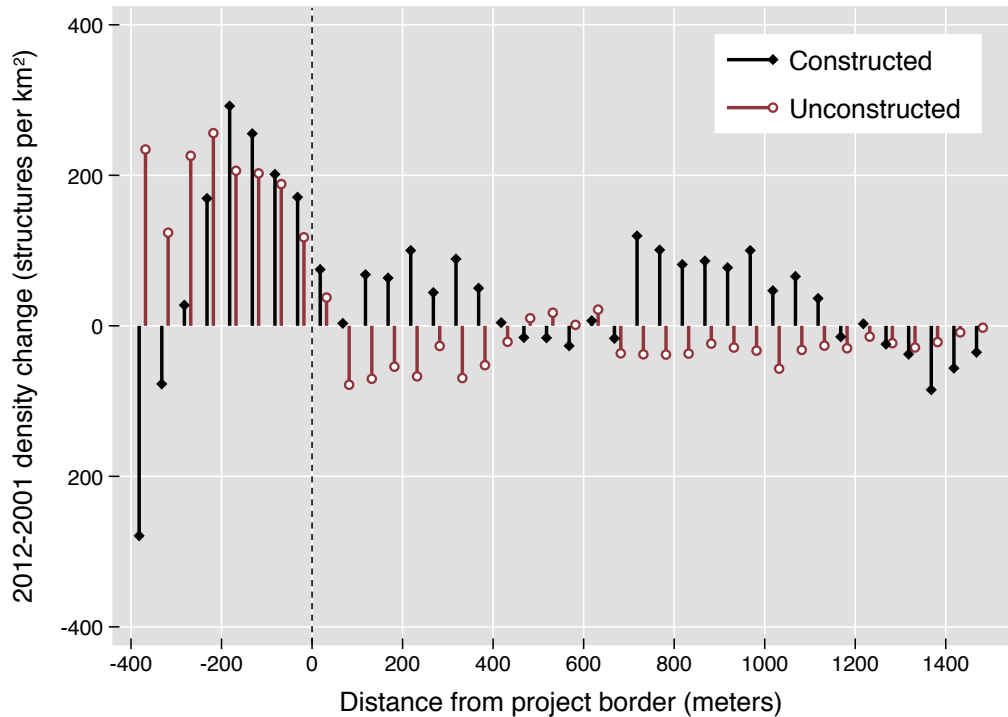 400
200
0
200
-400
2012-2001 density change (structures per km²)
Constructed
Unconstructed
-400 -200 0 200 400 600 800 1000 1200 1400
Distance from project border (meters)